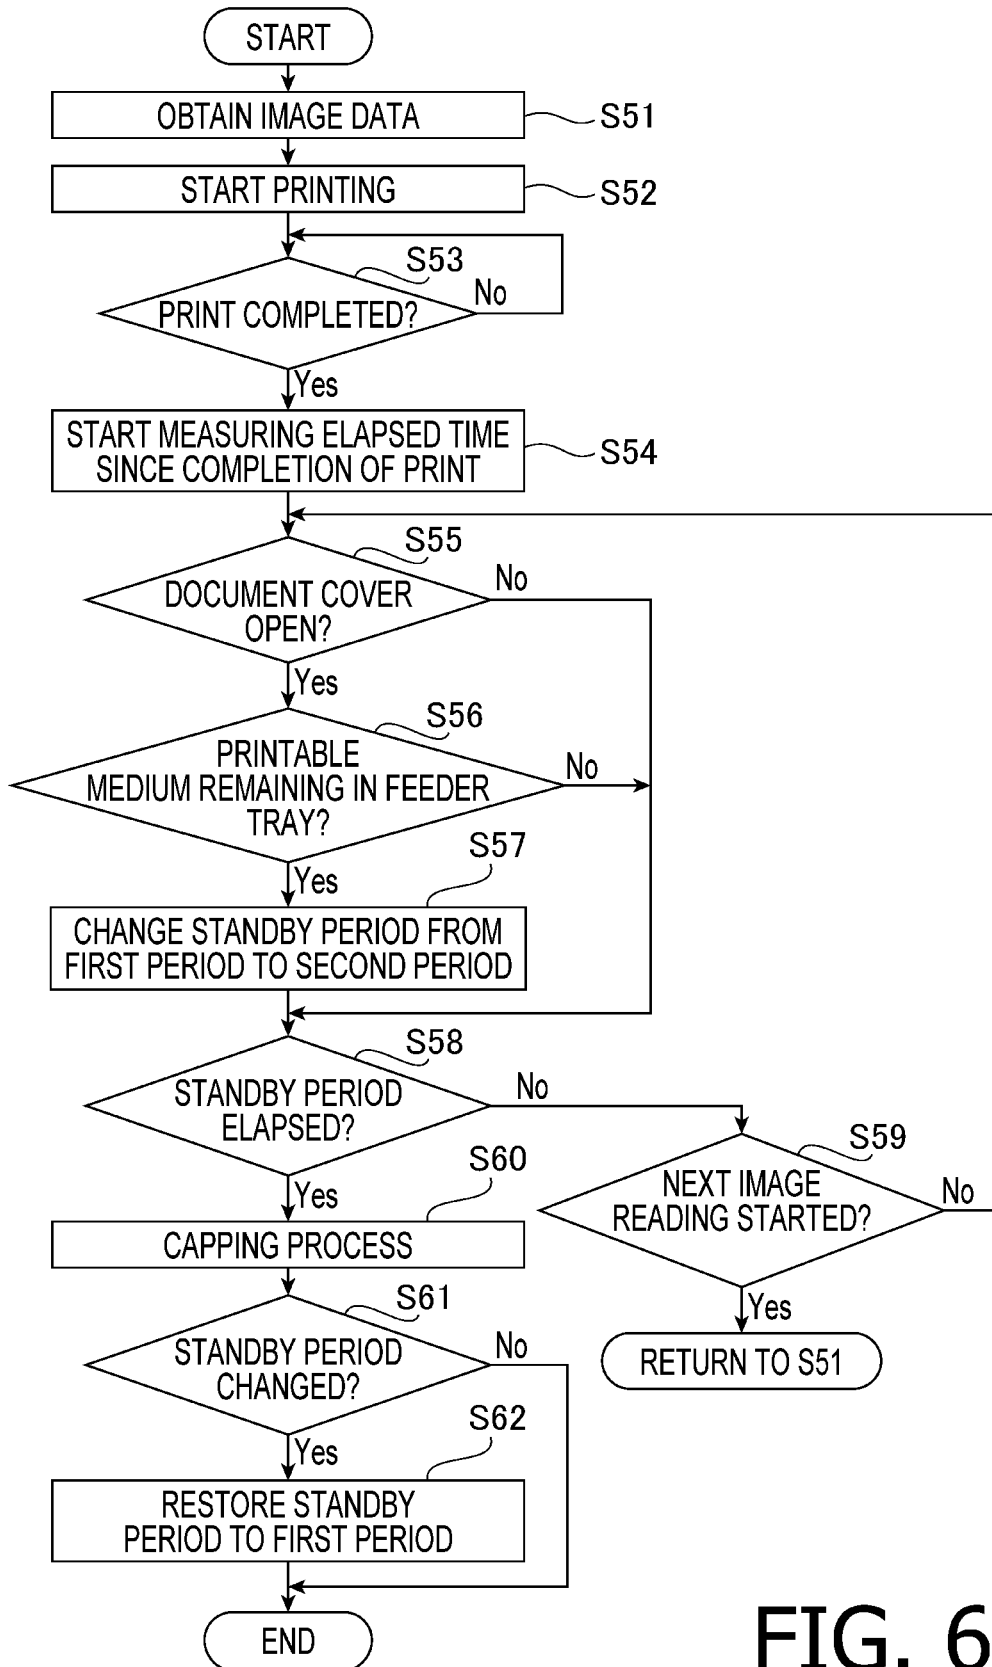 START
OBTAIN IMAGE DATA
S51
START PRINTING
S52
S53
PRINT COMPLETED?
No
Yes
START MEASURING ELAPSED TIME
SINCE COMPLETION OF PRINT
S54
S55
DOCUMENT COVER
OPEN?
No
Yes
S56
PRINTABLE
MEDIUM REMAINING IN FEEDER
TRAY?
No
Yes
S57
CHANGE STANDBY PERIOD FROM
FIRST PERIOD TO SECOND PERIOD
S58
STANDBY PERIOD
ELAPSED?
No
Yes
S59
NEXT IMAGE
READING STARTED?
No
Yes
RETURN TO S51
S60
CAPPING PROCESS
S61
STANDBY PERIOD
CHANGED?
No
Yes
S62
RESTORE STANDBY
PERIOD TO FIRST PERIOD
END
FIG. 6